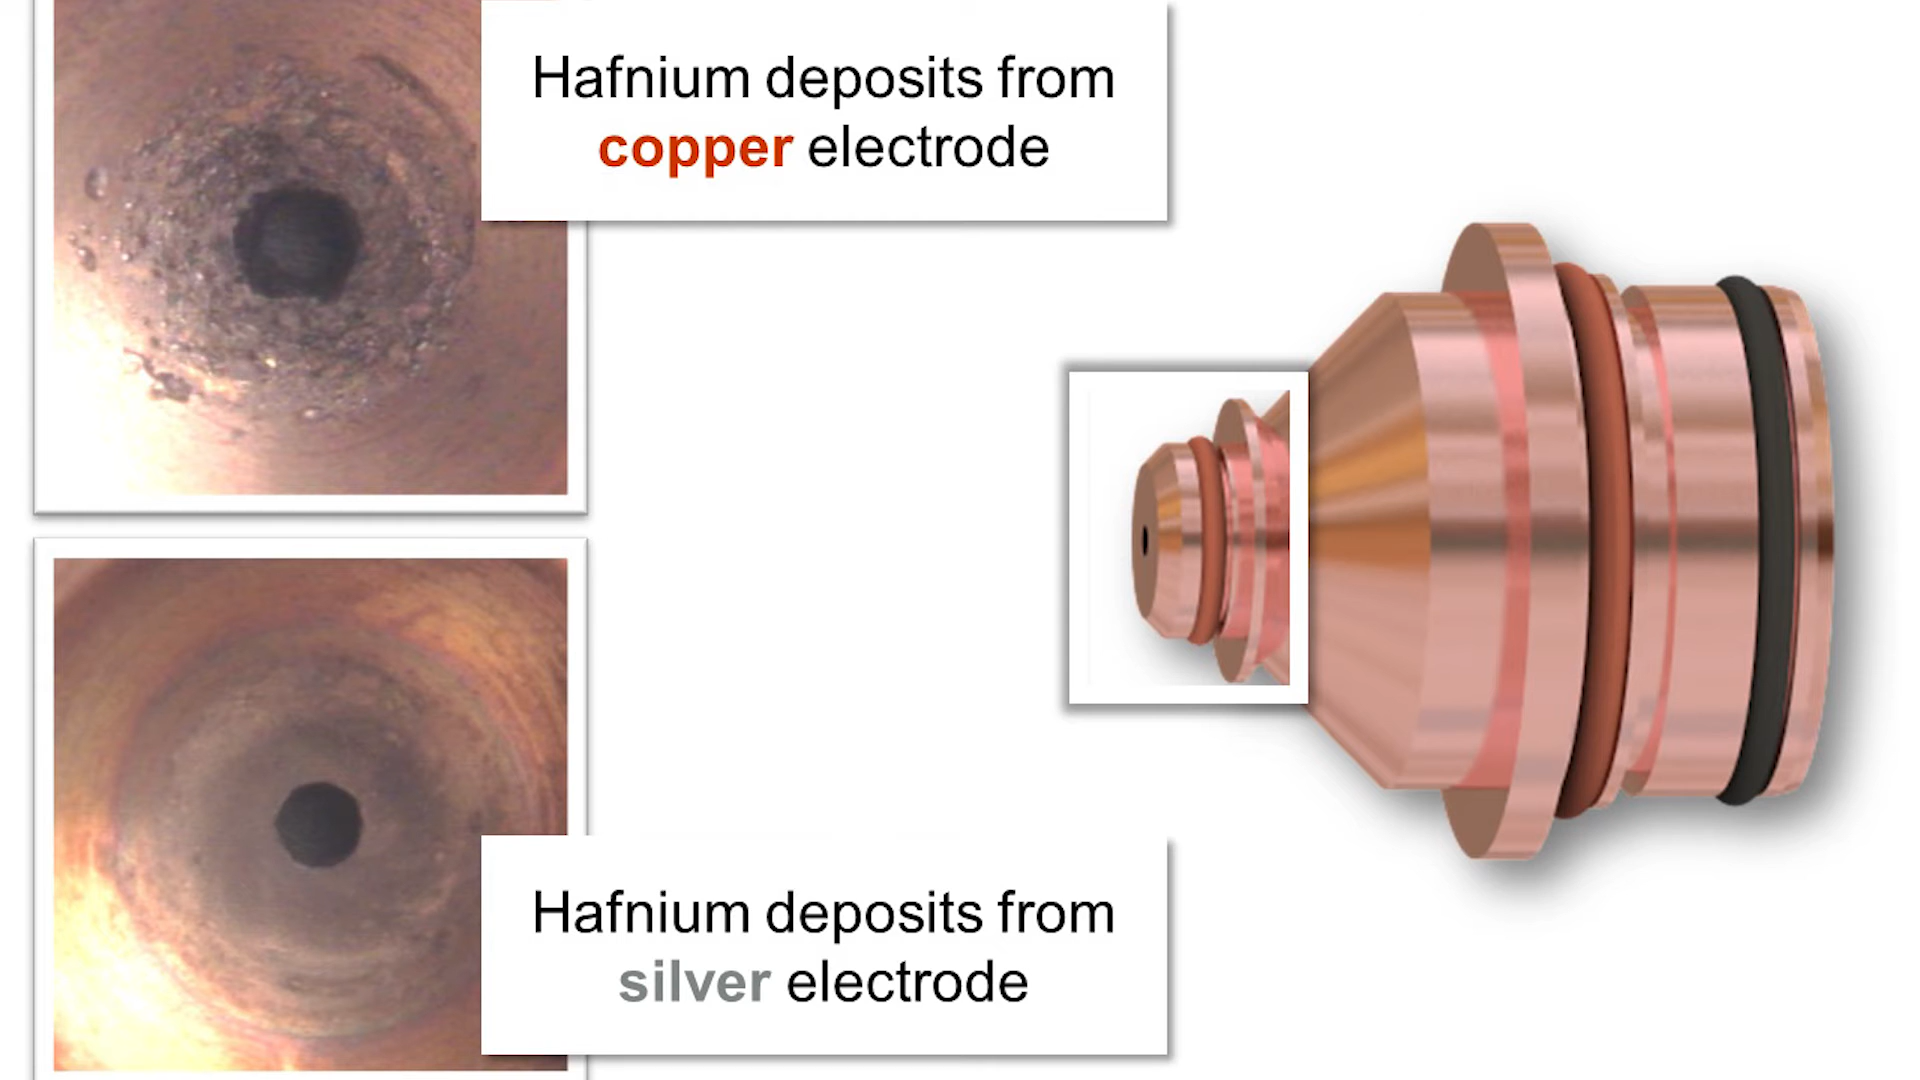 Hafnium deposits from
copper electrode
Hafnium deposits from
silver electrode